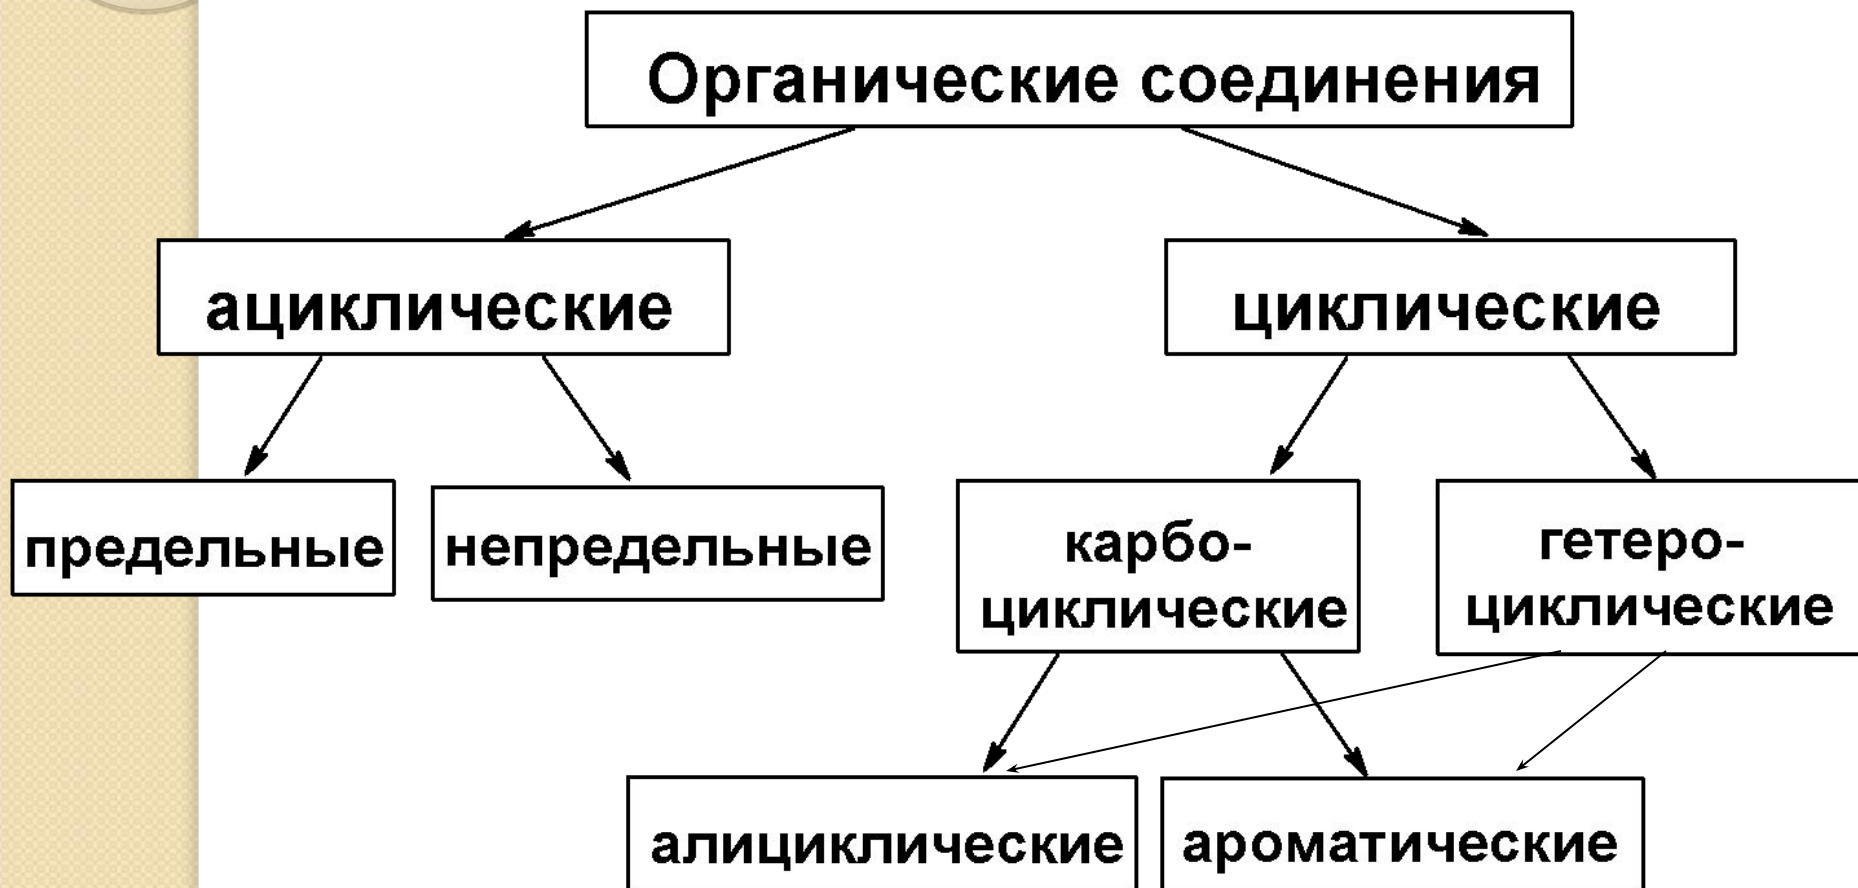 Органические соединения
ациклические
циклические
предельные
непредельные
карбо-
циклические
гетеро-
циклические
алициклические
ароматические